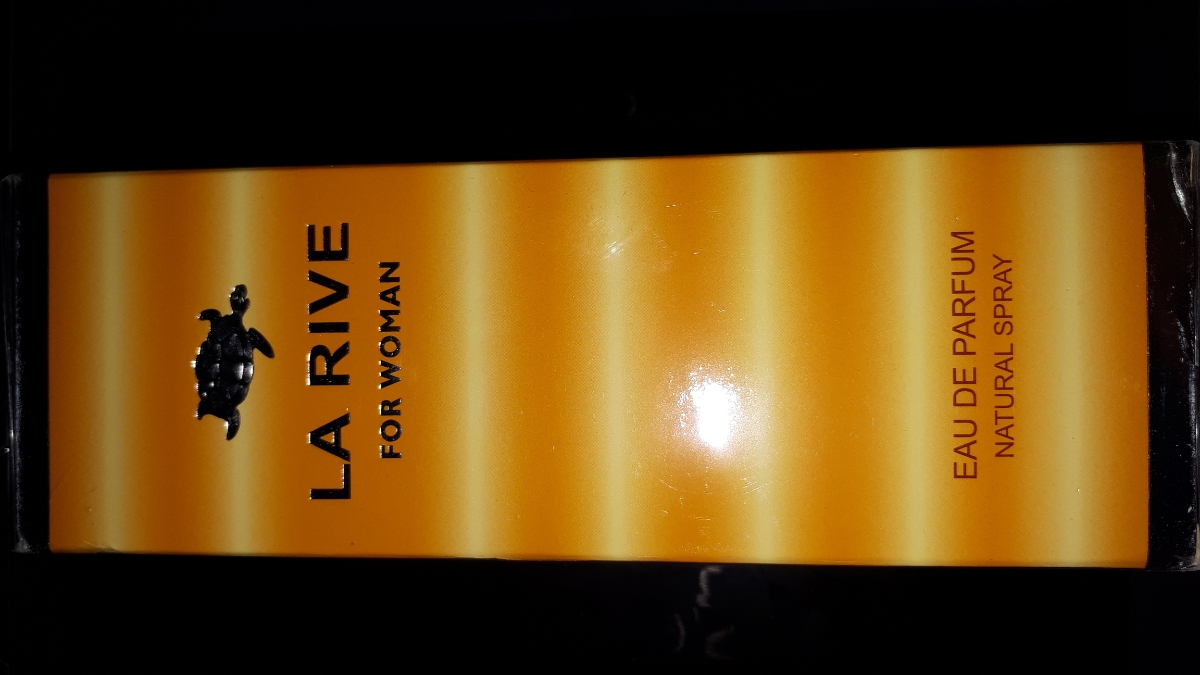 LA RIVE
FOR WOMAN
EAU DE PARFUM
NATURAL SPRAY